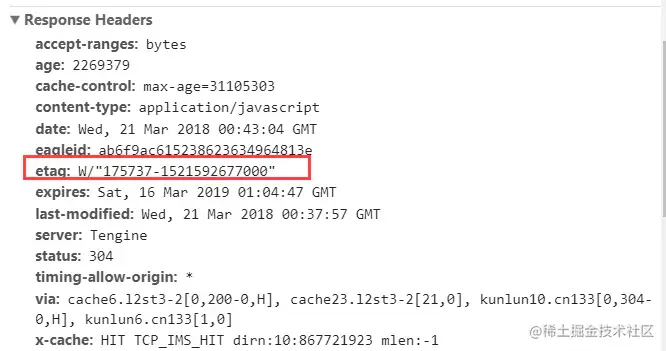 ▼ Response Headers
accept-ranges: bytes
age: 2269379
cache-control: max-age=31105303
content-type: application/javascript
date: Wed, 21 Mar 2018 00:43:04 GMT
eagleid: ab6f9ac615238623634964813e
etag: W/"175737-1521592677000"
expires: Sat, 16 Mar 2019 01:04:47 GMT
last-modified: Wed, 21 Mar 2018 00:37:57 GMT
server: Tengine
status: 304
timing-allow-origin: *
via: cache6.l2st3-2[0,200-0,H], cache23.l2st3-2[21,0], kunlun10.cn133[0,304-
0,H], kunlun6.cn133[1,0]
x-cache: HIT TCP_IMS_HIT dirn:10:867721923 mlen:-1
@稀土掘金技术社区